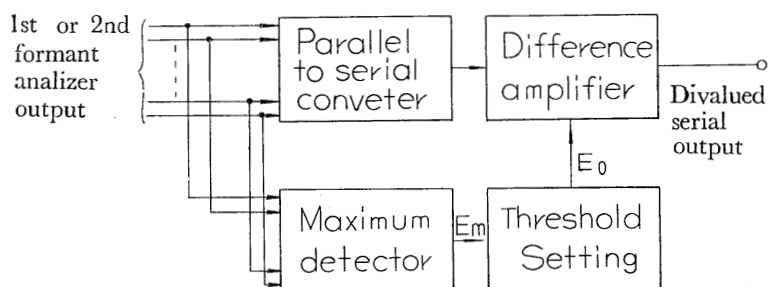 1st or 2nd
formant
analizer
output
Parallel
to serial
conveter
Difference
amplifier
Divalued
serial
output
E0
Maximum
detector
Em
Threshold
Setting